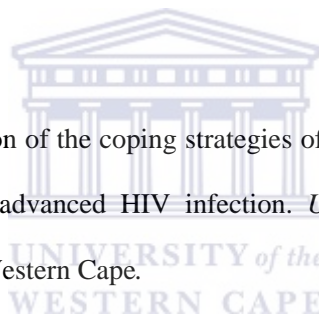 on of the coping strategies of
advanced HIV infection. U
UNIVERSITY of the
Western Cape.
WESTERN CAPE